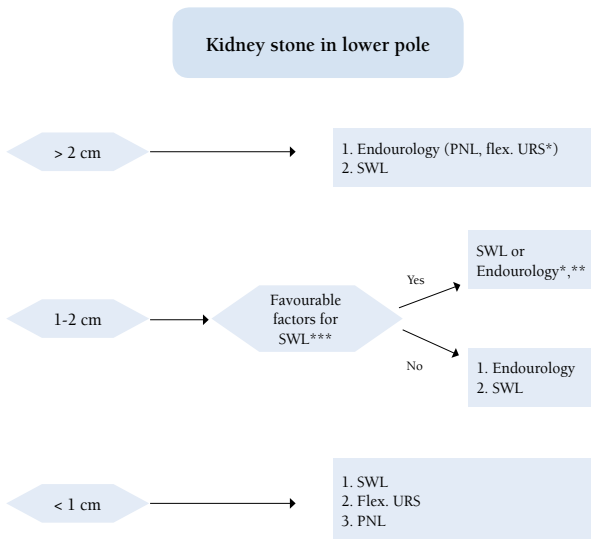 Kidney stone in lower pole
> 2 cm
1. Endourology (PNL, flex. URS*)
2. SWL
1-2 cm
Favourable
factors for
SWL***
Yes
SWL or
Endourology*,**
No
1. Endourology
2. SWL
< 1 cm
1. SWL
2. Flex. URS
3. PNL